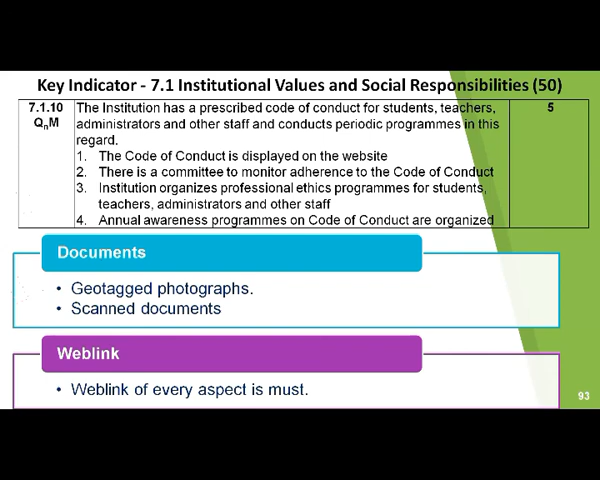 Key Indicator - 7.1 Institutional Values and Social Responsibilities (50)
7.1.10 The Institution has a prescribed code of conduct for students, teachers, 5
QnM administrators and other staff and conducts periodic programmes in this
regard.
1. The Code of Conduct is displayed on the website
2. There is a committee to monitor adherence to the Code of Conduct
3. Institution organizes professional ethics programmes for students,
teachers, administrators and other staff
4. Annual awareness programmes on Code of Conduct are organized
Documents
• Geotagged photographs.
• Scanned documents
Weblink
• Weblink of every aspect is must.
93